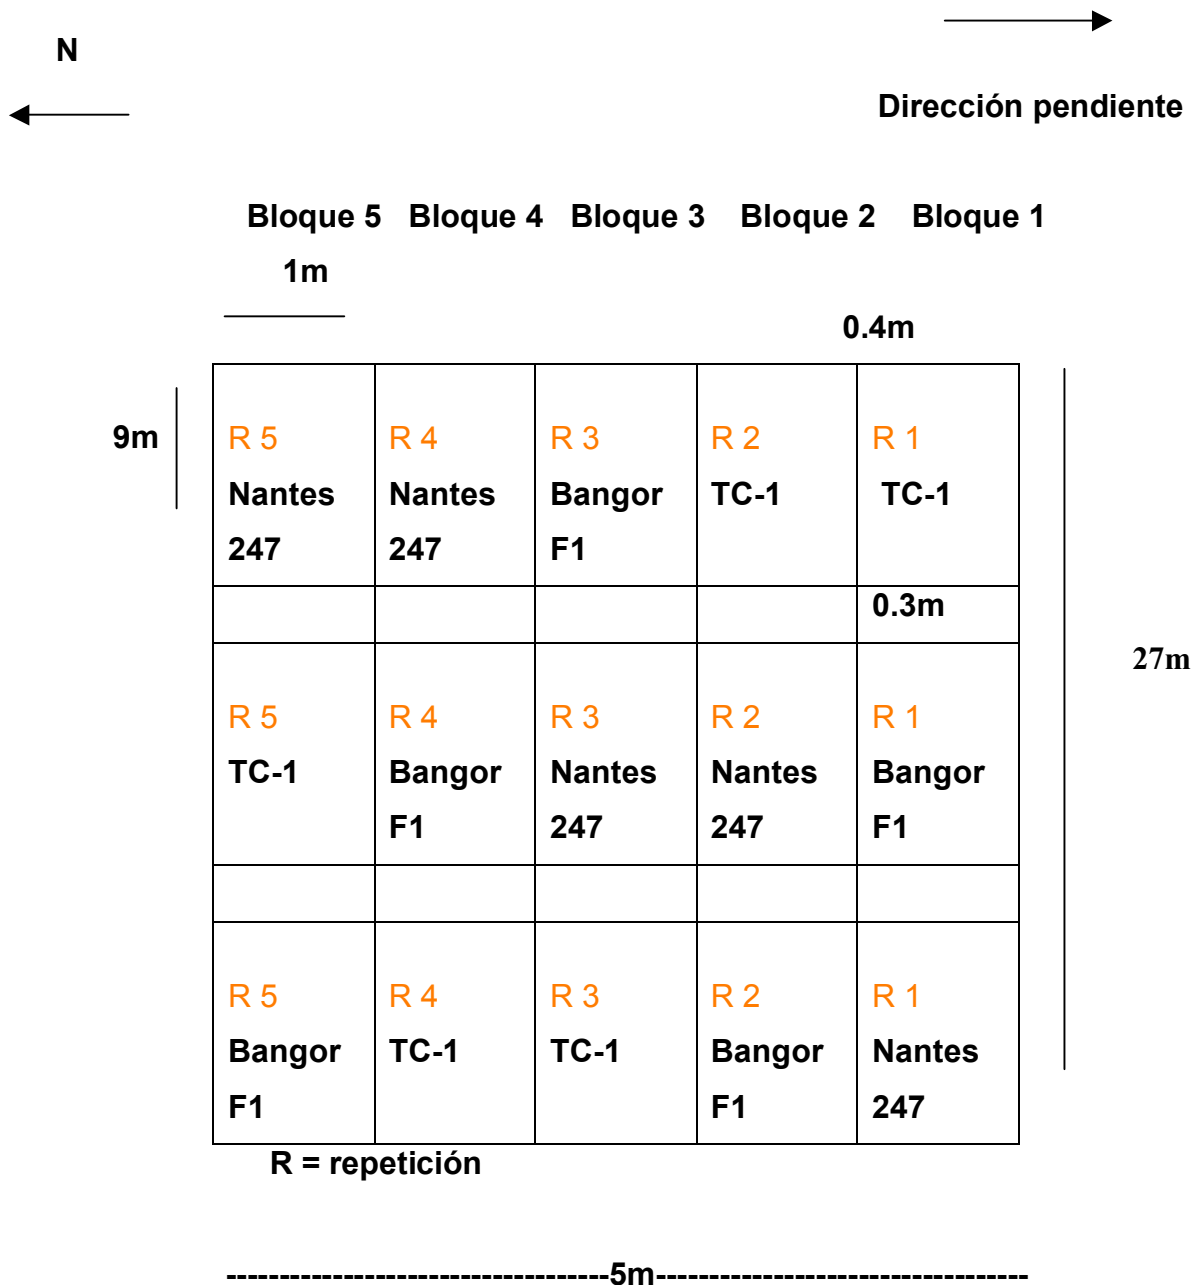 N
Dirección pendiente
Bloque 5 Bloque 4 Bloque 3 Bloque 2 Bloque 1
1m
0.4m
9m
R 5 R 4 R 3 R 2 R 1
Nantes Nantes Bangor TC-1 TC-1
247 247 F1
0.3m
27m
R 5 R 4 R 3 R 2 R 1
TC-1 Bangor Nantes Nantes Bangor
F1 247 247 F1
R 5 R 4 R 3 R 2 R 1
Bangor TC-1 TC-1 Bangor Nantes
F1 F1 247
R = repetición
------------------------------------5m-----------------------------------